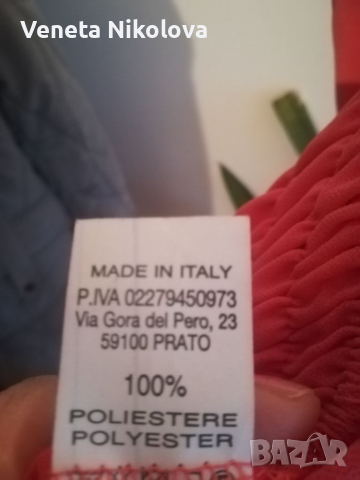 Veneta Nikolova
MADE IN ITALY
P.IVA 02279450973
Via Gora del Pero, 23
59100 PRATO
100%
POLIESTERE
POLYESTER
BAZAR